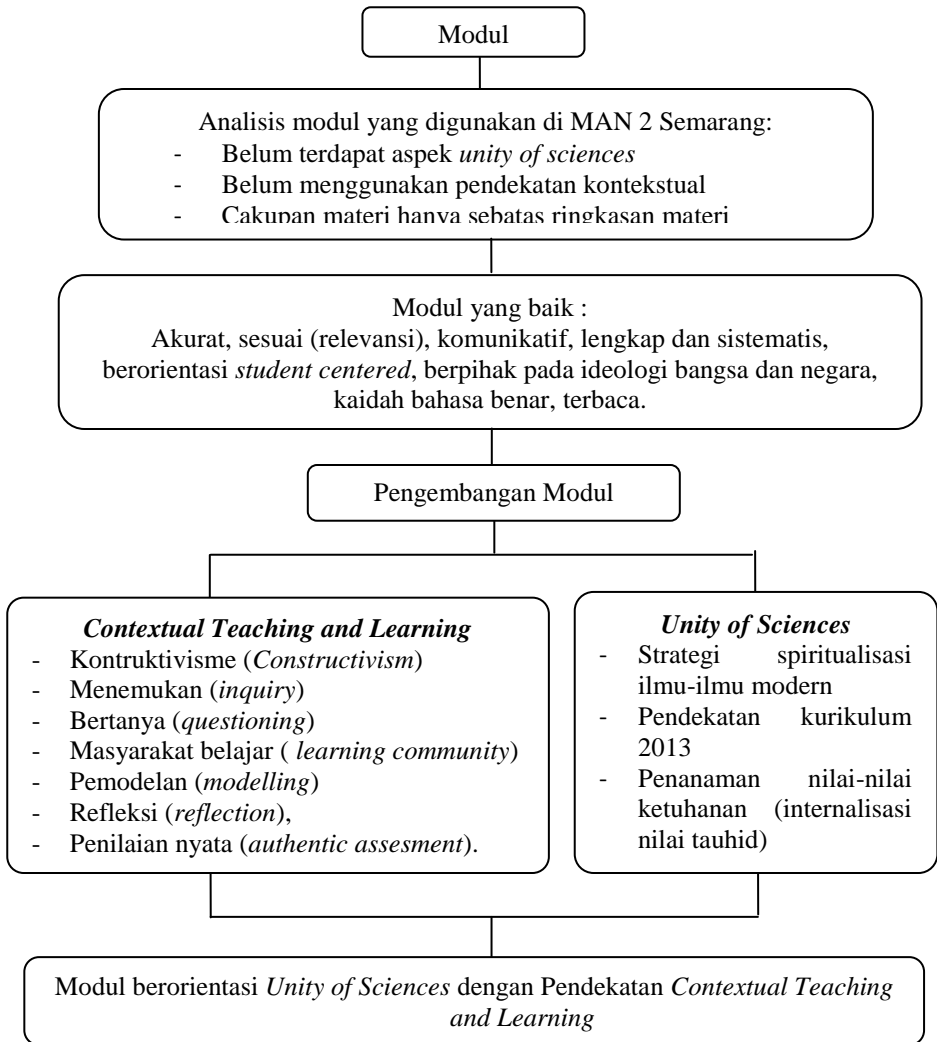 Modul
Analisis modul yang digunakan di MAN 2 Semarang:
- Belum terdapat aspek unity of sciences
- Belum menggunakan pendekatan kontekstual
- Cakupan materi hanya sebatas ringkasan materi
Modul yang baik :
Akurat, sesuai (relevansi), komunikatif, lengkap dan sistematis,
berorientasi student centered, berpihak pada ideologi bangsa dan negara,
kaidah bahasa benar, terbaca.
Pengembangan Modul
Contextual Teaching and Learning
- Kontruktivisme (Constructivism)
- Menemukan (inquiry)
- Bertanya (questioning)
- Masyarakat belajar ( learning community)
- Pemodelan (modelling)
- Refleksi (reflection),
- Penilaian nyata (authentic assesment).
Unity of Sciences
- Strategi spiritualisasi
ilmu-ilmu modern
- Pendekatan kurikulum
2013
- Penanaman nilai-nilai
ketuhanan (internalisasi
nilai tauhid)
Modul berorientasi Unity of Sciences dengan Pendekatan Contextual Teaching
and Learning